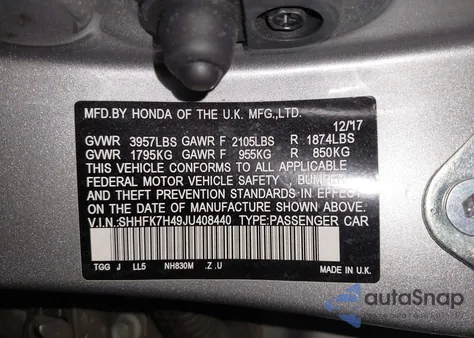 MFD.BY HONDA OF THE U.K. MFG.,LTD.
12/17
GVWR 3957LBS GAWR F 2105LBS R 1874LBS
GVWR 1795KG GAWR F 955KG R 850KG
THIS VEHICLE CONFORMS TO ALL APPLICABLE
FEDERAL MOTOR VEHICLE SAFETY, BUMPER,
AND THEFT PREVENTION STANDARDS IN EFFECT
ON THE DATE OF MANUFACTURE SHOWN ABOVE.
V.I.N.:SHHFK7H49JU408440 TYPE:PASSENGER CAR
TGG J LL5 NH830M .Z .U
MADE IN U.K.
autoSnap